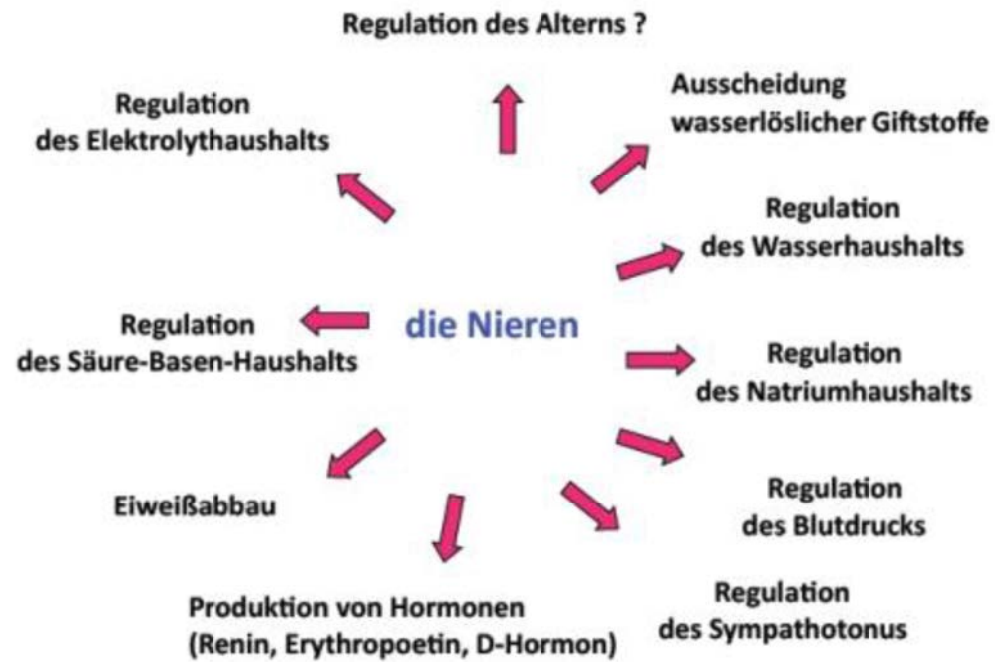 Regulation des Alterns ?
Ausscheidung
wasserlöslicher Giftstoffe
Regulation
des Wasserhaushalts
Regulation
des Natriumhaushalts
Regulation
des Blutdrucks
Regulation
des Sympathotonus
Produktion von Hormonen
(Renin, Erythropoetin, D-Hormon)
Eiweißabbau
Regulation
des Säure-Basen-Haushalts
Regulation
des Elektrolythaushalts
die Nieren